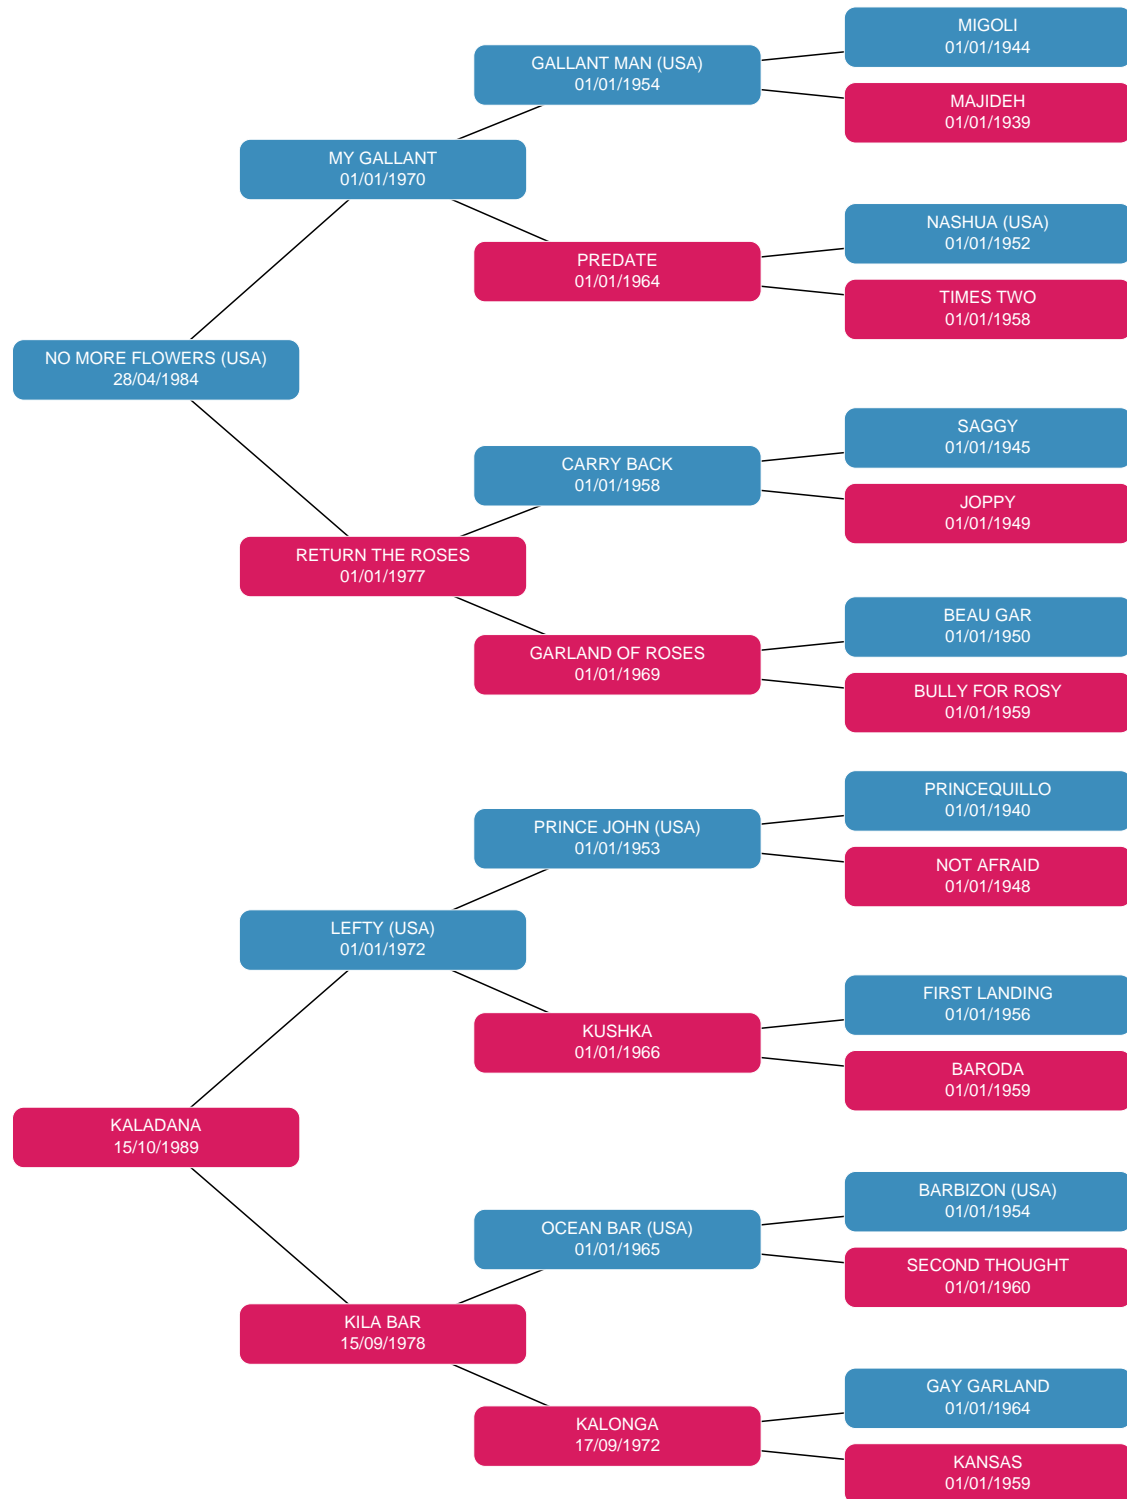 MIGOLI
01/01/1944
GALLANT MAN (USA)
01/01/1954
MAJIDEH
01/01/1939
MY GALLANT
01/01/1970
NASHUA (USA)
01/01/1952
PREDATE
01/01/1964
TIMES TWO
01/01/1958
NO MORE FLOWERS (USA)
28/04/1984
SAGGY
01/01/1945
CARRY BACK
01/01/1958
JOPPY
01/01/1949
RETURN THE ROSES
01/01/1977
BEAU GAR
01/01/1950
GARLAND OF ROSES
01/01/1969
BULLY FOR ROSY
01/01/1959
PRINCEQUILLO
01/01/1940
PRINCE JOHN (USA)
01/01/1953
NOT AFRAID
01/01/1948
LEFTY (USA)
01/01/1972
FIRST LANDING
01/01/1956
KUSHKA
01/01/1966
BARODA
01/01/1959
KALADANA
15/10/1989
BARBIZON (USA)
01/01/1954
OCEAN BAR (USA)
01/01/1965
SECOND THOUGHT
01/01/1960
KILA BAR
15/09/1978
GAY GARLAND
01/01/1964
KALONGA
17/09/1972
KANSAS
01/01/1959